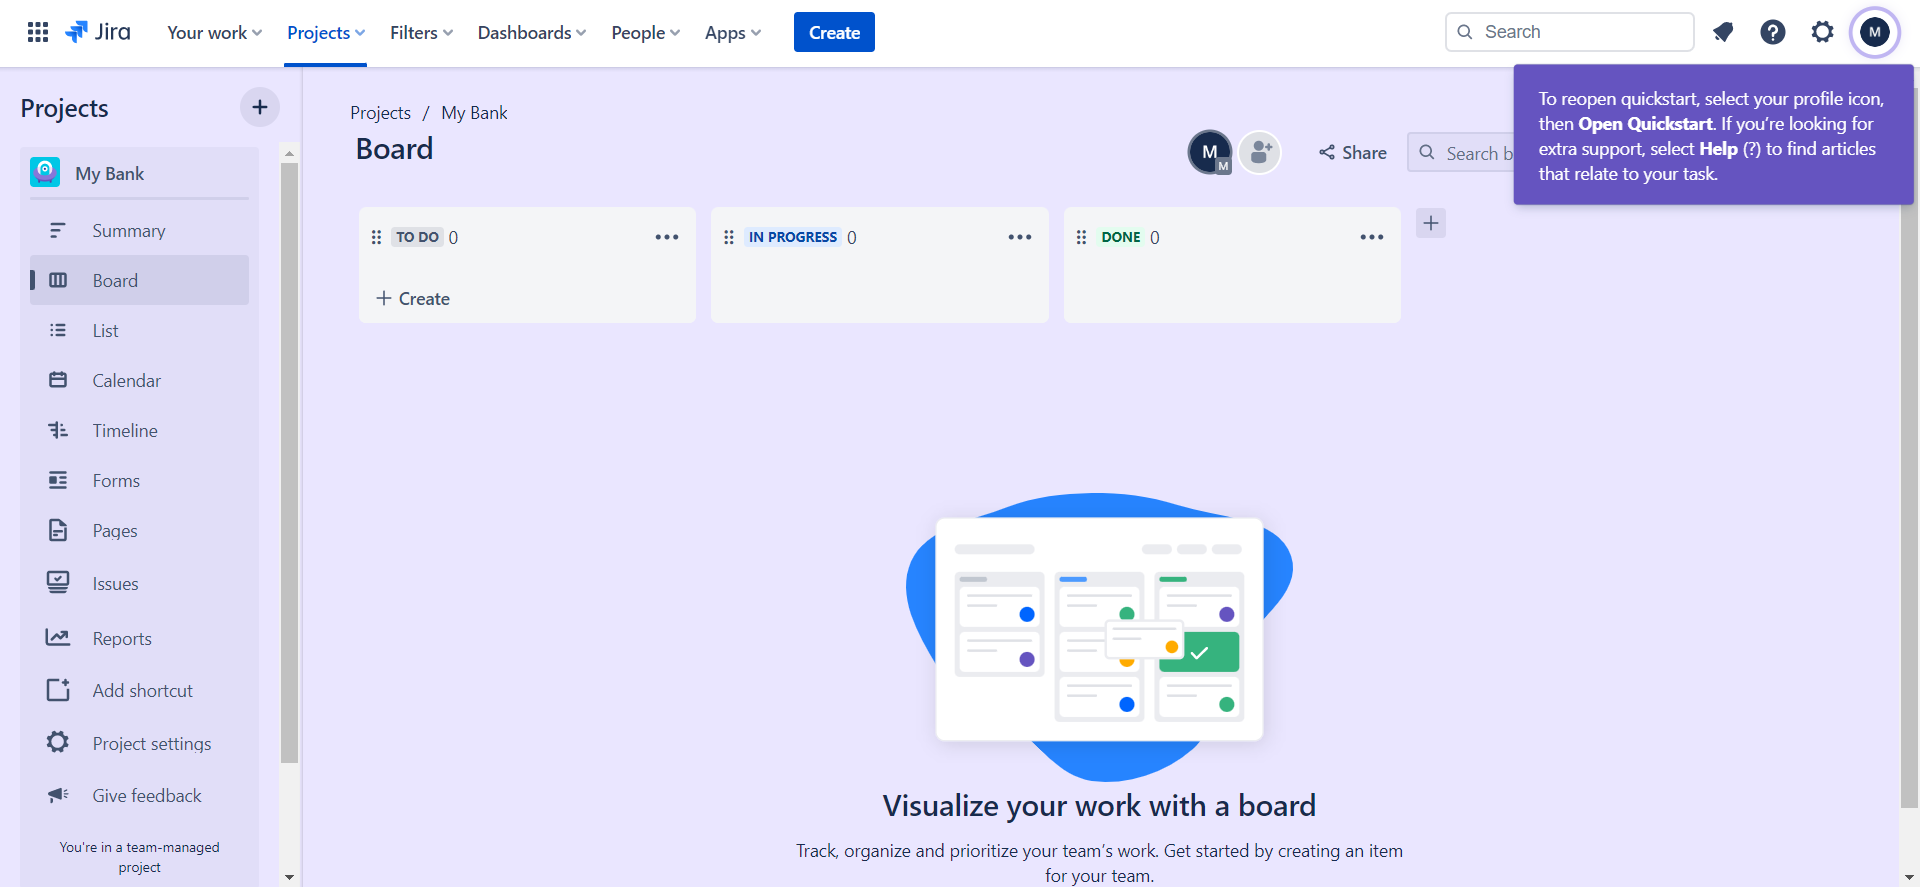 Jira
Your work
Projects
Filters
Dashboards
People
Apps
Create
Search
M
To reopen quickstart, select your profile icon,
then Open Quickstart. If you’re looking for
extra support, select Help (?) to find articles
that relate to your task.
Projects
+
My Bank
Summary
Board
List
Calendar
Timeline
Forms
Pages
Issues
Reports
Add shortcut
Project settings
Give feedback
You're in a team-managed
project
Projects / My Bank
Board
M
M
Share
Search b
TO DO 0
IN PROGRESS 0
DONE 0
+
+ Create
Visualize your work with a board
Track, organize and prioritize your team’s work. Get started by creating an item
for your team.